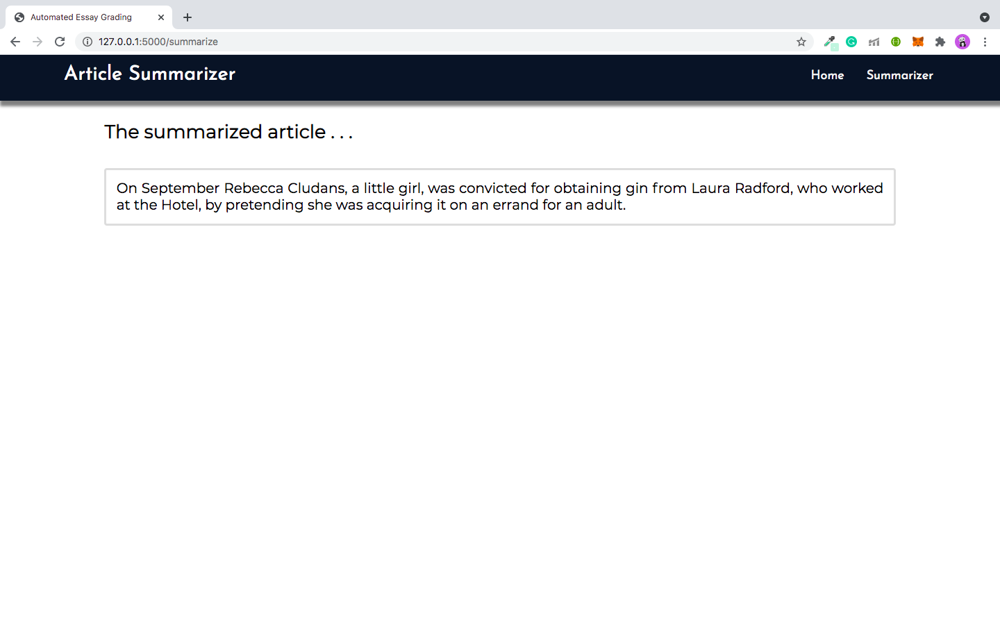 Automated Essay Grading
127.0.0.1:5000/summarize
Article Summarizer
Home
Summarizer
The summarized article . . .
On September Rebecca Cludans, a little girl, was convicted for obtaining gin from Laura Radford, who worked
at the Hotel, by pretending she was acquiring it on an errand for an adult.